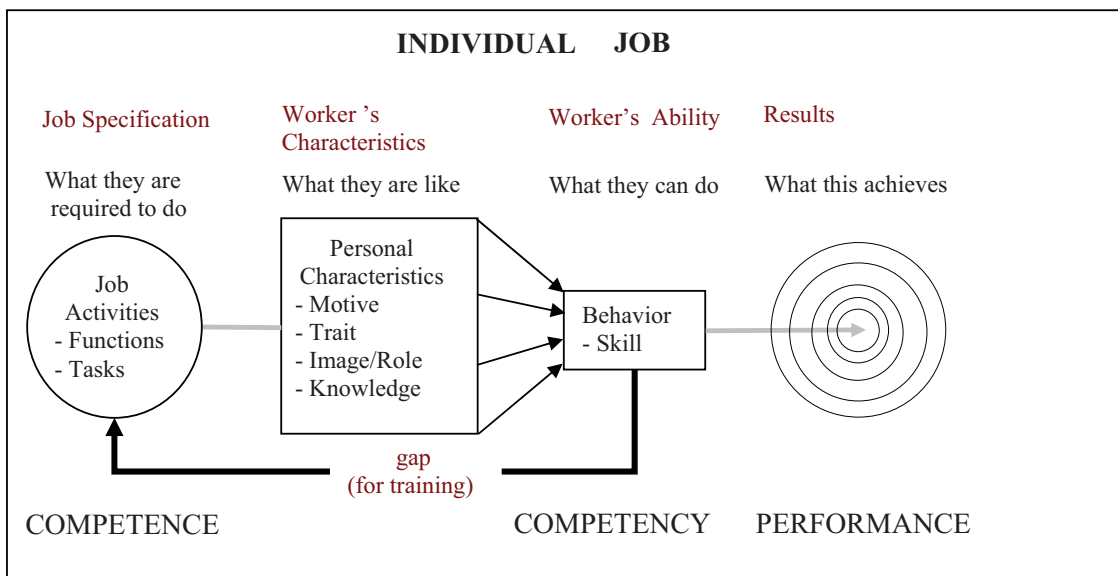 INDIVIDUAL JOB
Job Specification
What they are
required to do
Job
Activities
- Functions
- Tasks
Worker 's
Characteristics
What they are like
Personal
Characteristics
- Motive
- Trait
- Image/Role
- Knowledge
Worker's Ability
What they can do
Behavior
- Skill
Results
What this achieves
gap
(for training)
COMPETENCE
COMPETENCY
PERFORMANCE